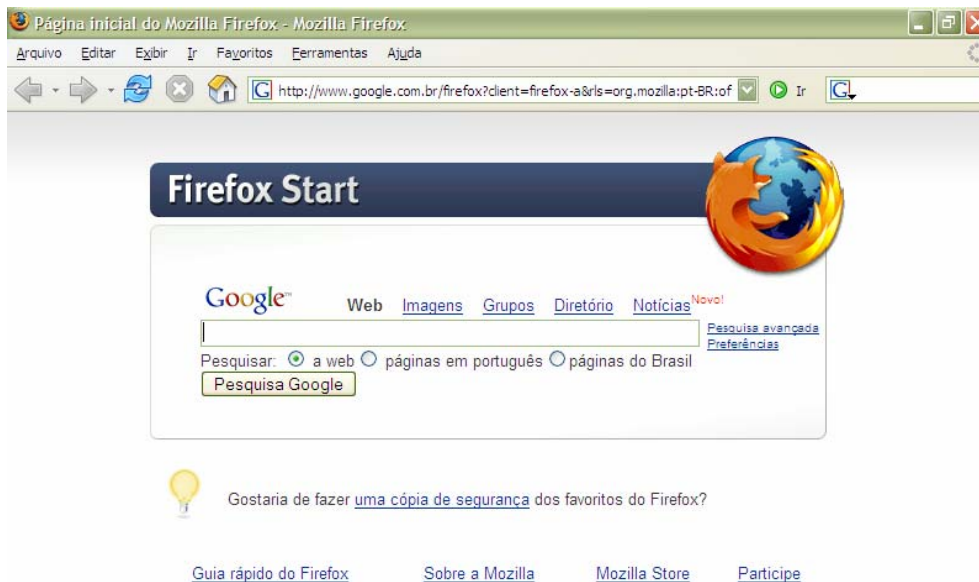 Página inicial do Mozilla Firefox - Mozilla Firefox
Arquivo Editar Exibir Ir Favoritos Ferramentas Ajuda
http://www.google.com.br/firefox?client=firefox-a&rls=org.mozilla:pt-BR:of Ir G
Firefox Start
Google™ Web Imagens Grupos Diretório Notícias Novo!
Pesquisa avançada
Preferências
Pesquisar: a web páginas em português páginas do Brasil
Pesquisa Google
Gostaria de fazer uma cópia de segurança dos favoritos do Firefox?
Guia rápido do Firefox Sobre a Mozilla Mozilla Store Participe